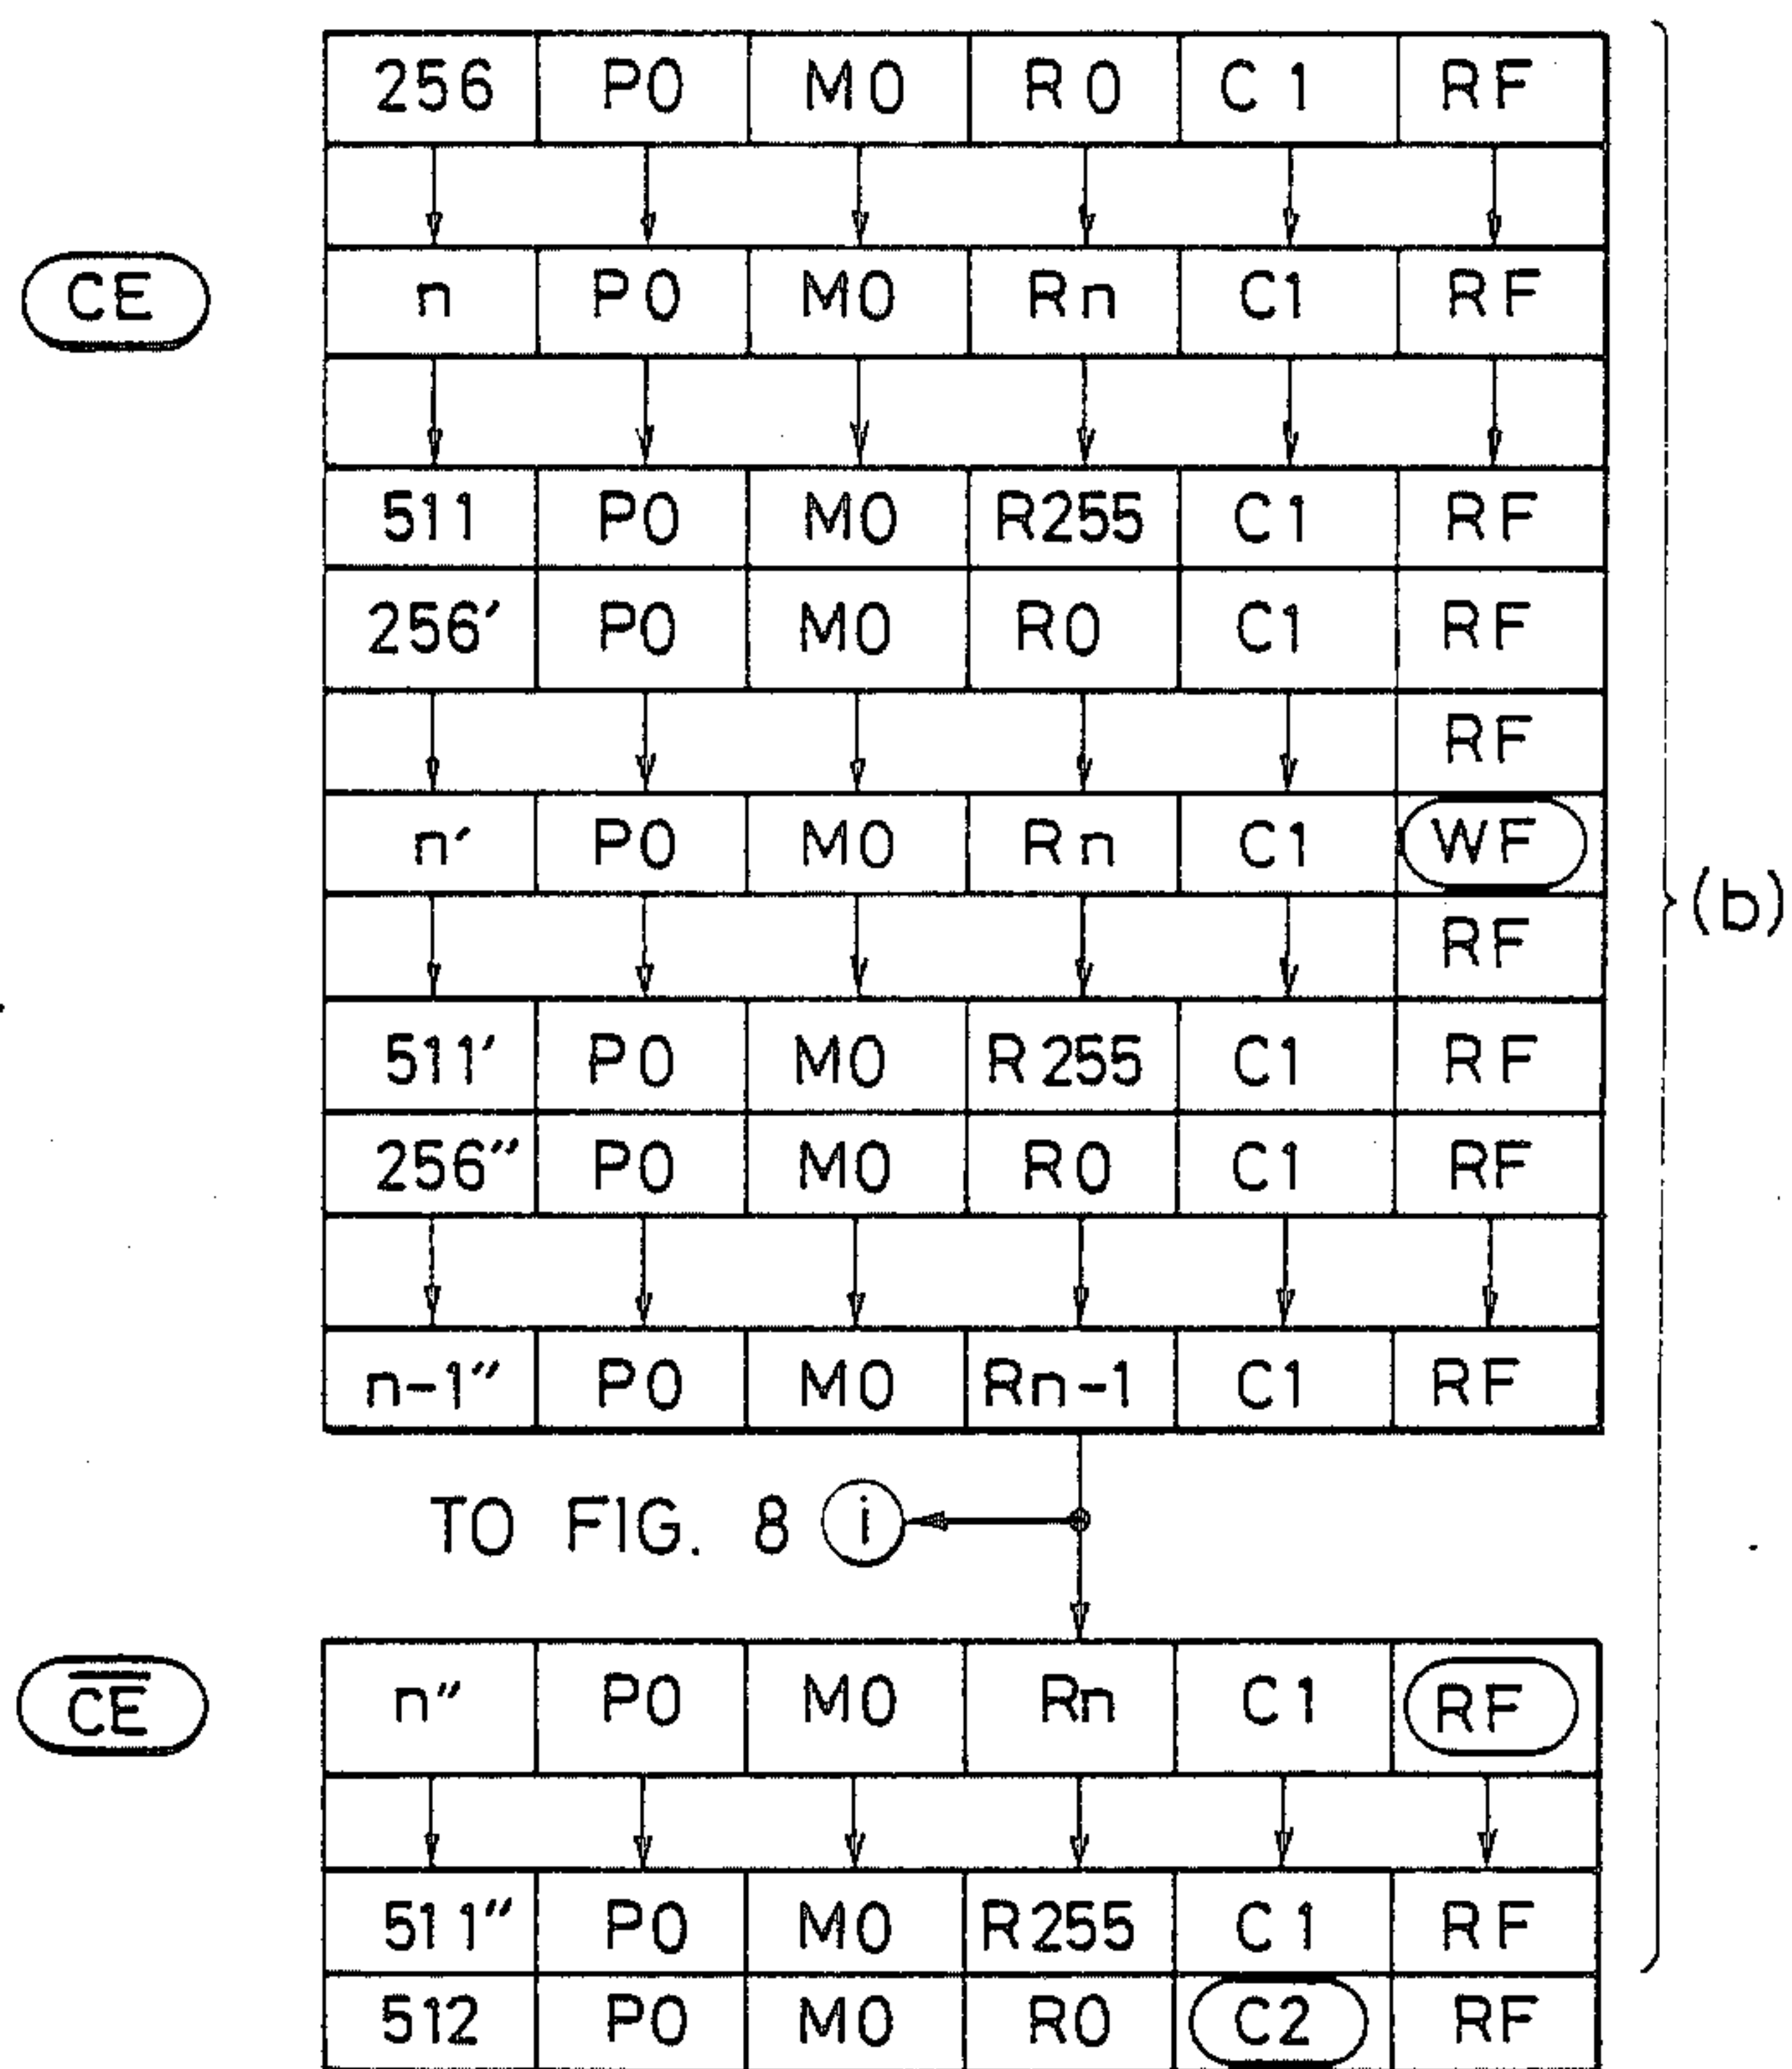 256 P0 M0 R0 C1 RF
CE n P0 M0 Rn C1 RF
511 P0 M0 R255 C1 RF
256′ P0 M0 R0 C1 RF
RF
n′ P0 M0 Rn C1 WF
(b)
RF
511′ P0 M0 R255 C1 RF
256″ P0 M0 R0 C1 RF
n-1″ P0 M0 Rn-1 C1 RF
TO FIG. 8 i
C̅E̅ n″ P0 M0 Rn C1 RF
511″ P0 M0 R255 C1 RF
512 P0 M0 R0 C2 RF